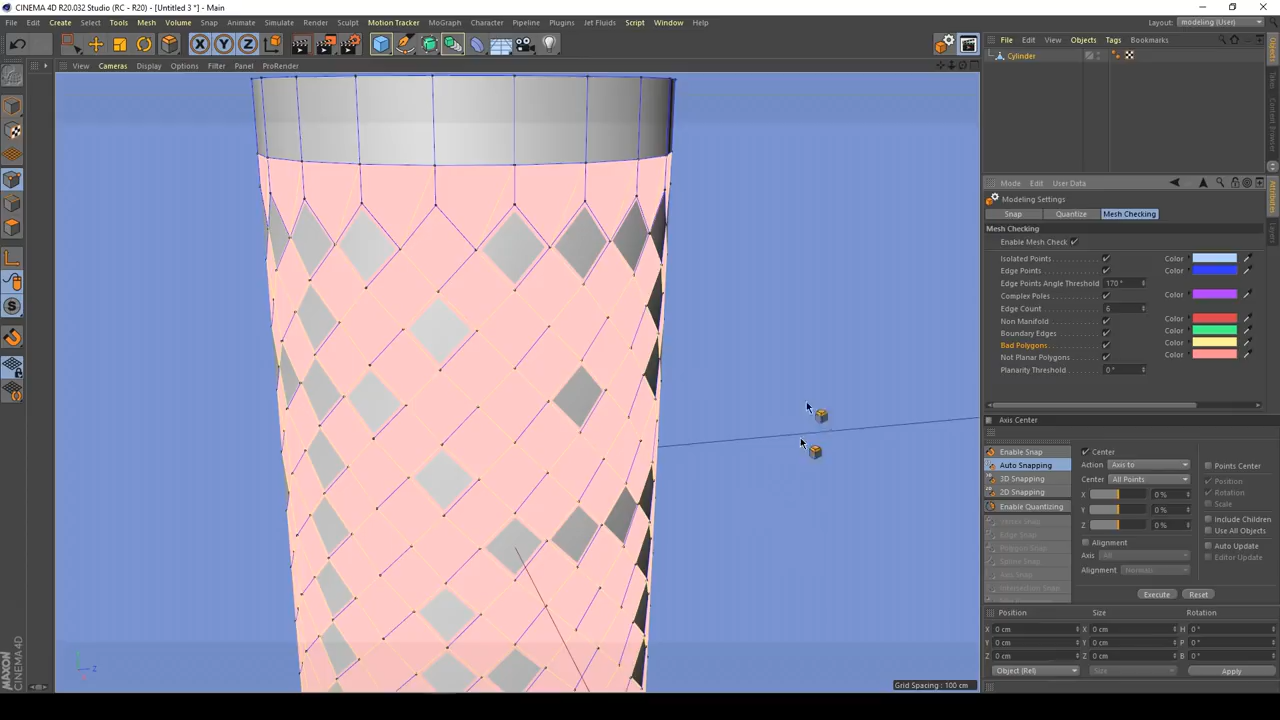 CINEMA 4D R20.032 Studio (RC - R20) - [Untitled 3 *] - Main
File Edit Create Select Tools Mesh Volume Snap Animate Simulate Render Sculpt Motion Tracker MoGraph Character Pipeline Plugins Jet Fluids Script Window Help
Layout: modeling (User)
X Y Z
File Edit View Objects Tags Bookmarks
View Cameras Display Options Filter Panel ProRender
Cylinder
Mode Edit User Data
Modeling Settings
Snap Quantize Mesh Checking
Mesh Checking
Enable Mesh Check
Isolated Points Color
Edge Points Color
Edge Points Angle Threshold 170 °
Complex Poles Color
Edge Count 6
Non Manifold Color
Boundary Edges Color
Bad Polygons Color
Not Planar Polygons Color
Planarity Threshold 0 °
Axis Center
Enable Snap
Auto Snapping
3D Snapping
2D Snapping
Enable Quantizing
Center
Action Axis to
Center All Points
X 0 %
Y 0 %
Z 0 %
Alignment
Axis All
Alignment Normals
Points Center
Position
Rotation
Scale
Include Children
Use All Objects
Auto Update
Editor Update
Execute Reset
Position Size Rotation
X 0 cm X 0 cm H 0 °
Y 0 cm Y 0 cm P 0 °
Z 0 cm Z 0 cm B 0 °
Object (Rel) Size Apply
Grid Spacing : 100 cm
Z
MAXON CINEMA4D